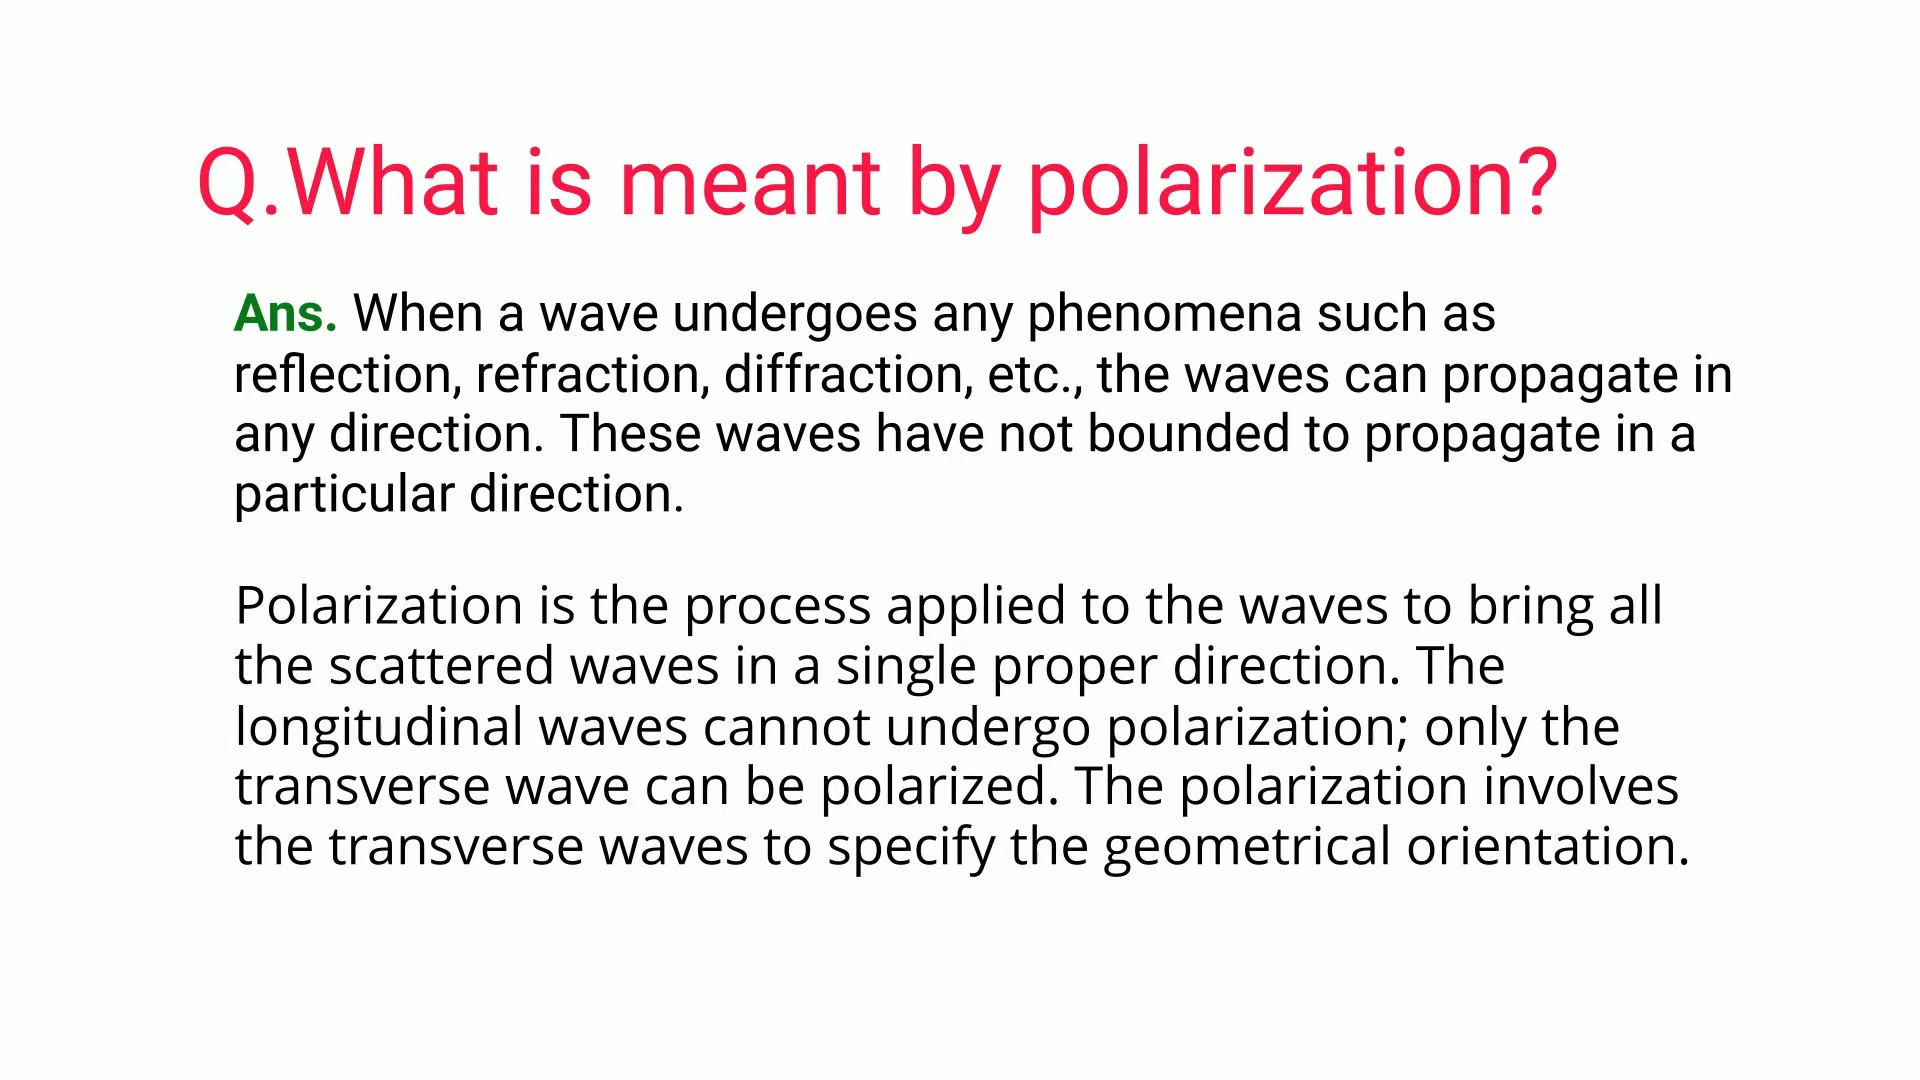 Q.What is meant by polarization?
Ans. When a wave undergoes any phenomena such as
reflection, refraction, diffraction, etc., the waves can propagate in
any direction. These waves have not bounded to propagate in a
particular direction.
Polarization is the process applied to the waves to bring all
the scattered waves in a single proper direction. The
longitudinal waves cannot undergo polarization; only the
transverse wave can be polarized. The polarization involves
the transverse waves to specify the geometrical orientation.